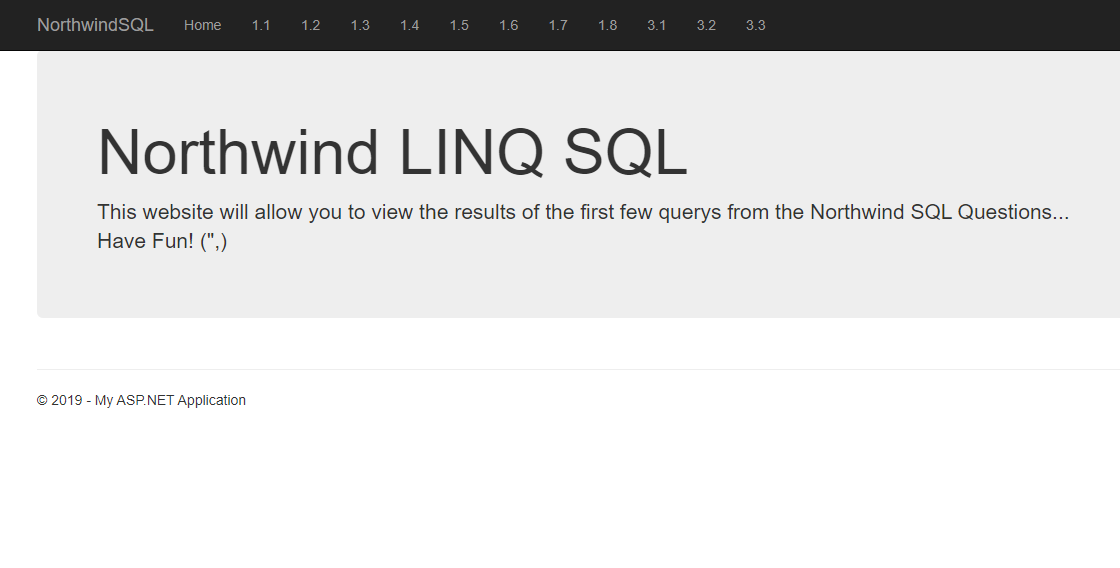 NorthwindSQL Home 1.1 1.2 1.3 1.4 1.5 1.6 1.7 1.8 3.1 3.2 3.3
Northwind LINQ SQL
This website will allow you to view the results of the first few querys from the Northwind SQL Questions...
Have Fun! (",)
© 2019 - My ASP.NET Application